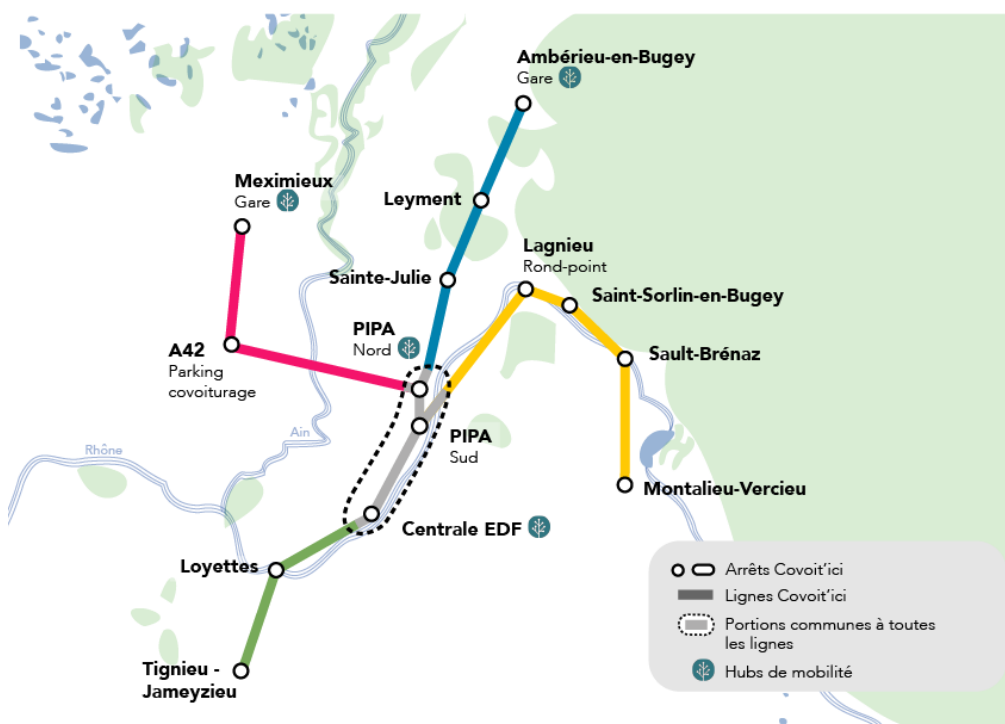 Ambérieu-en-Bugey
Gare
Meximieux
Gare
Leyment
Lagnieu
Rond-point
Sainte-Julie
Saint-Sorlin-en-Bugey
PIPA
Nord
A42
Parking
covoiturage
Sault-Brénaz
Ain
Rhône
PIPA
Sud
Montalieu-Vercieu
Centrale EDF
Loyettes
Tignieu -
Jameyzieu
Arrêts Covoit'ici
Lignes Covoit'ici
Portions communes à toutes
les lignes
Hubs de mobilité